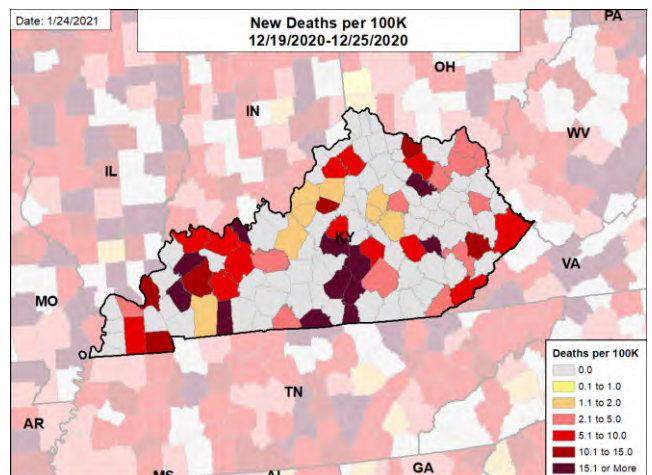 Date: 1/24/2021
New Deaths per 100K
12/19/2020-12/25/2020
PA
OH
IN
WV
IL
KY
VA
MO
TN
AR
MS
AL
GA
Deaths per 100K
0.0
0.1 to 1.0
1.1 to 2.0
2.1 to 5.0
5.1 to 10.0
10.1 to 15.0
15.1 or More